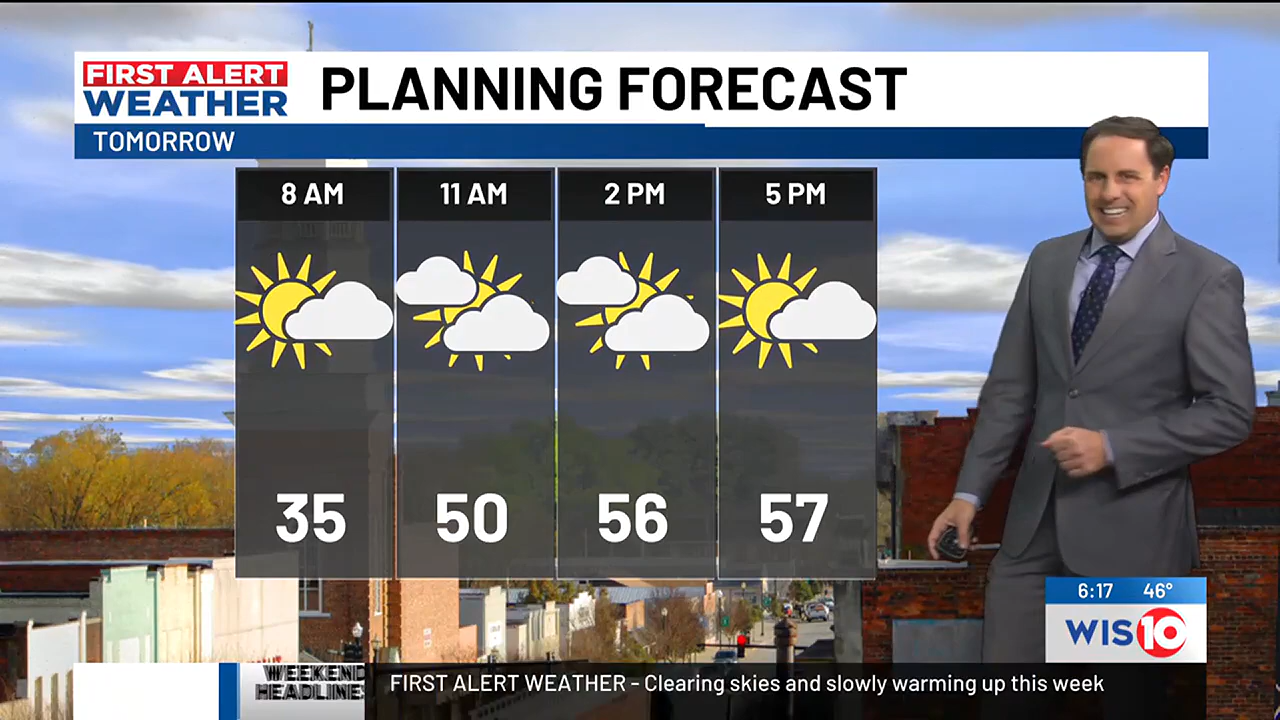 FIRST ALERT
WEATHER
PLANNING FORECAST
TOMORROW
8 AM
11 AM
2 PM
5 PM
35
50
56
57
6:17 46°
WIS10
WEEKEND
HEADLINES
FIRST ALERT WEATHER - Clearing skies and slowly warming up this week